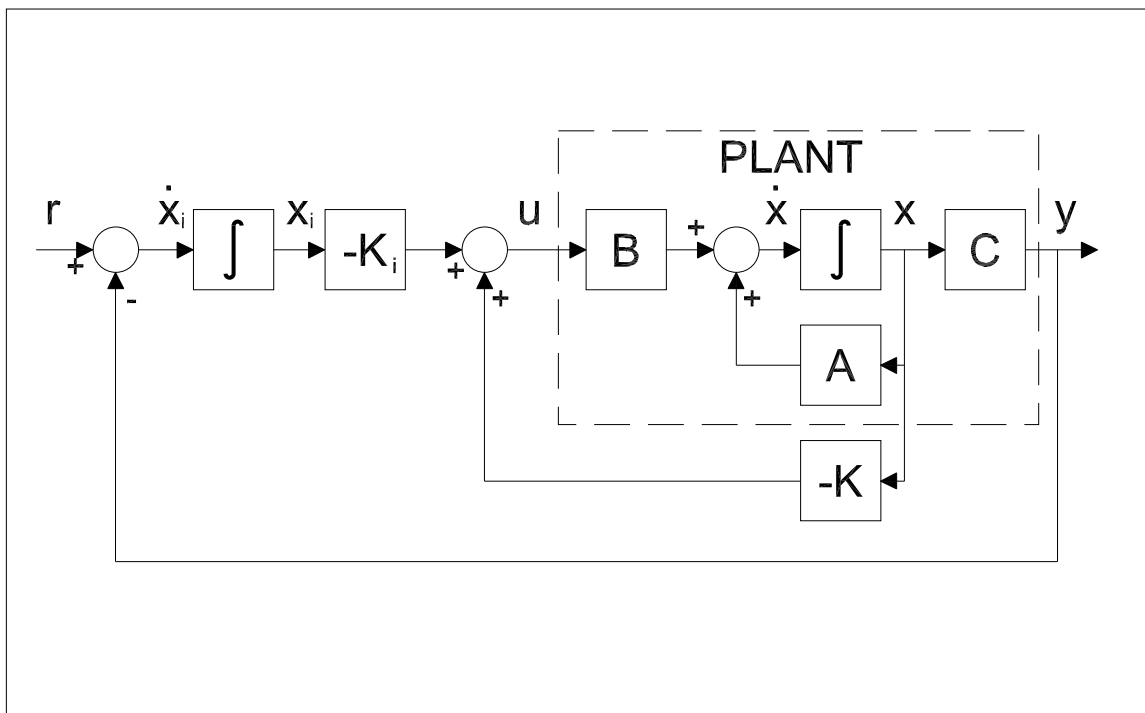 PLANT
r ẋᵢ xᵢ u ẋ x y
∫ -Kᵢ B ∫ C
+ + +
- + +
A
-K